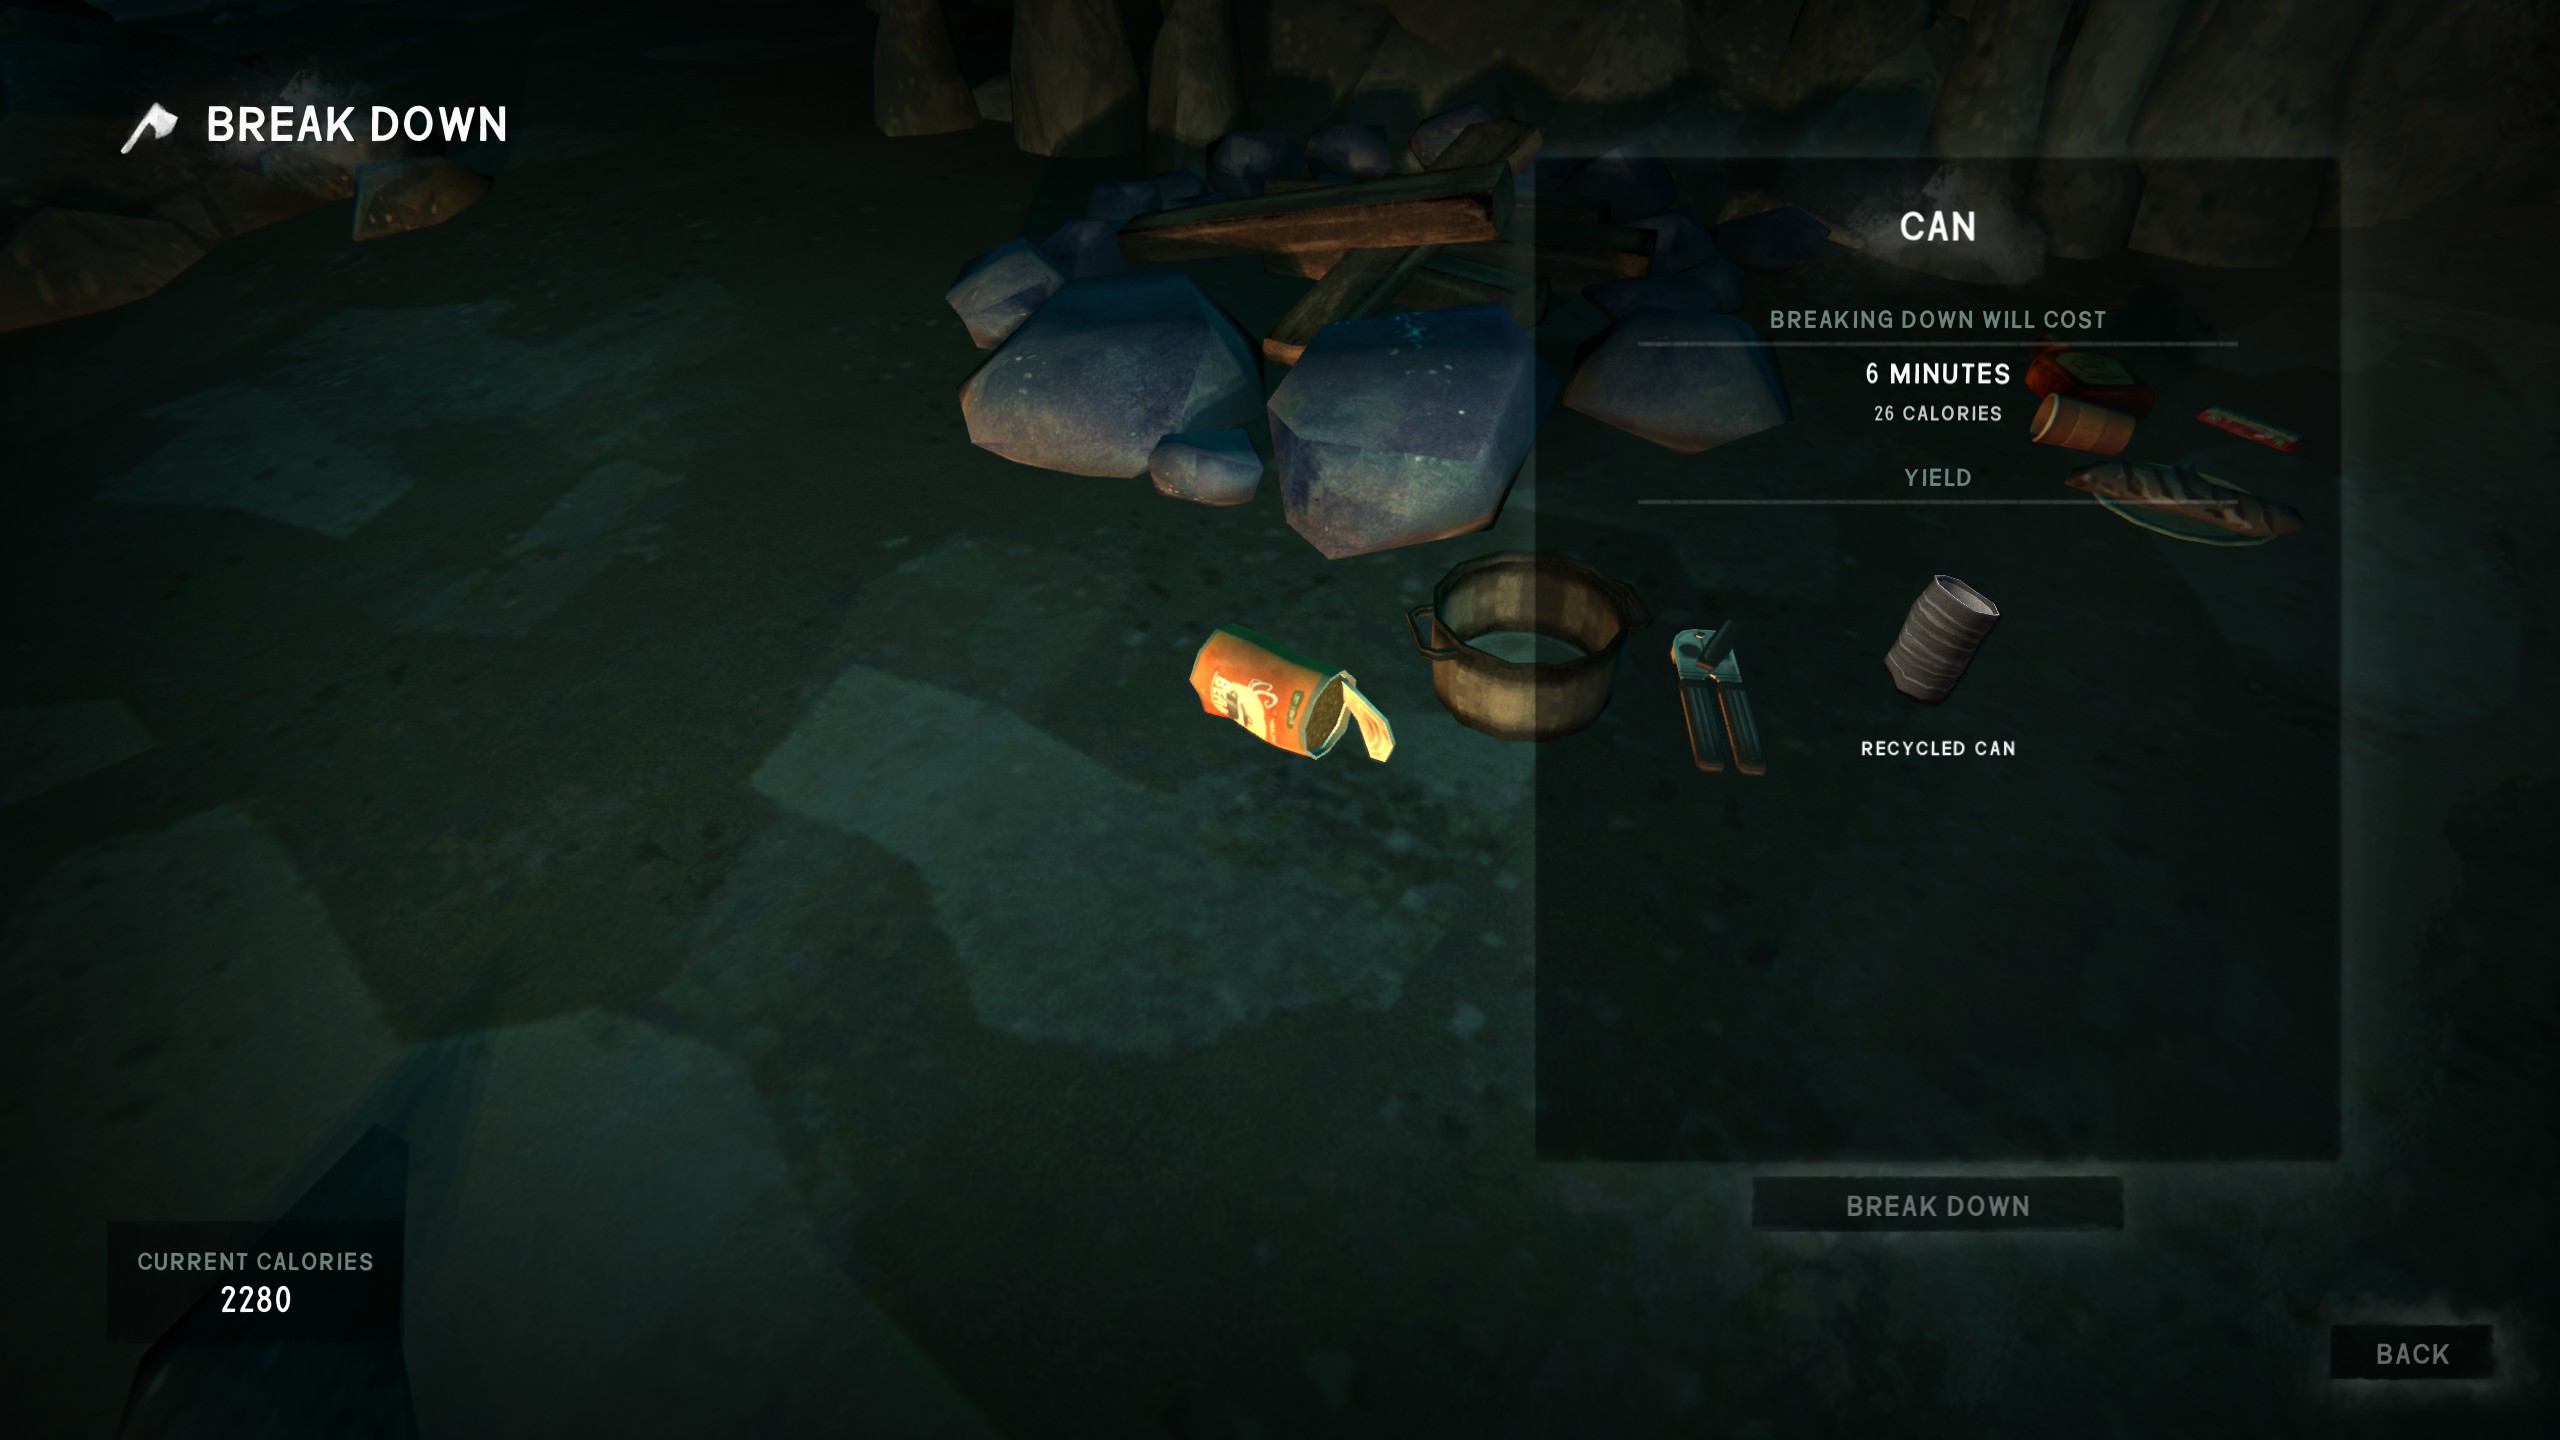 BREAK DOWN
CAN
BREAKING DOWN WILL COST
6 MINUTES
26 CALORIES
YIELD
RECYCLED CAN
BREAK DOWN
CURRENT CALORIES
2280
BACK